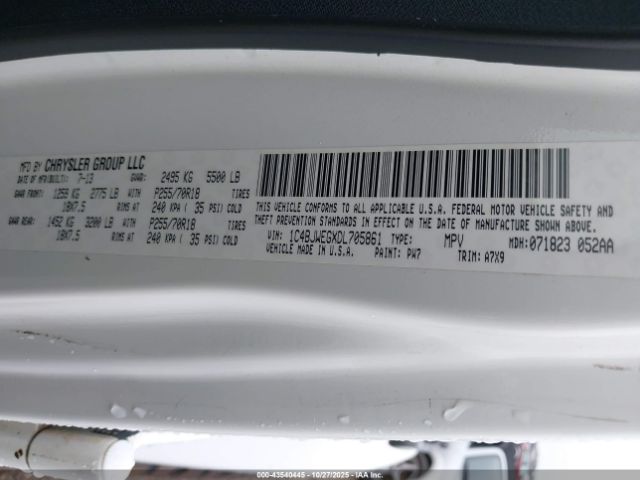 MFD BY CHRYSLER GROUP LLC
DATE OF MFR/BUILT: 7-13 GVWR: 2495 KG 5500 LB
GAWR FRONT: 1259 KG 2775 LB WITH P255/70R18 TIRES
18X7.5 RIMS AT 240 KPA ( 35 PSI) COLD
GAWR REAR: 1452 KG 3200 LB WITH P255/70R18 TIRES
18X7.5 RIMS AT 240 KPA ( 35 PSI) COLD
THIS VEHICLE CONFORMS TO ALL APPLICABLE U.S.A. FEDERAL MOTOR VEHICLE SAFETY AND
THEFT PREVENTION STANDARDS IN EFFECT ON THE DATE OF MANUFACTURE SHOWN ABOVE.
VIN: 1C4BJWEGXDL705861 TYPE: MPV MDH: 071823 052AA
VEHICLE MADE IN U.S.A. PAINT: PW7 TRIM: A7X9
00-43540445 10/27/2025 IAAI.COM